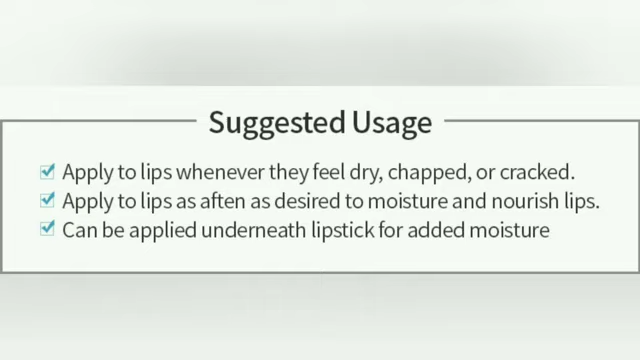 Suggested Usage
Apply to lips whenever they feel dry, chapped, or cracked.
Apply to lips as aften as desired to moisture and nourish lips.
Can be applied underneath lipstick for added moisture